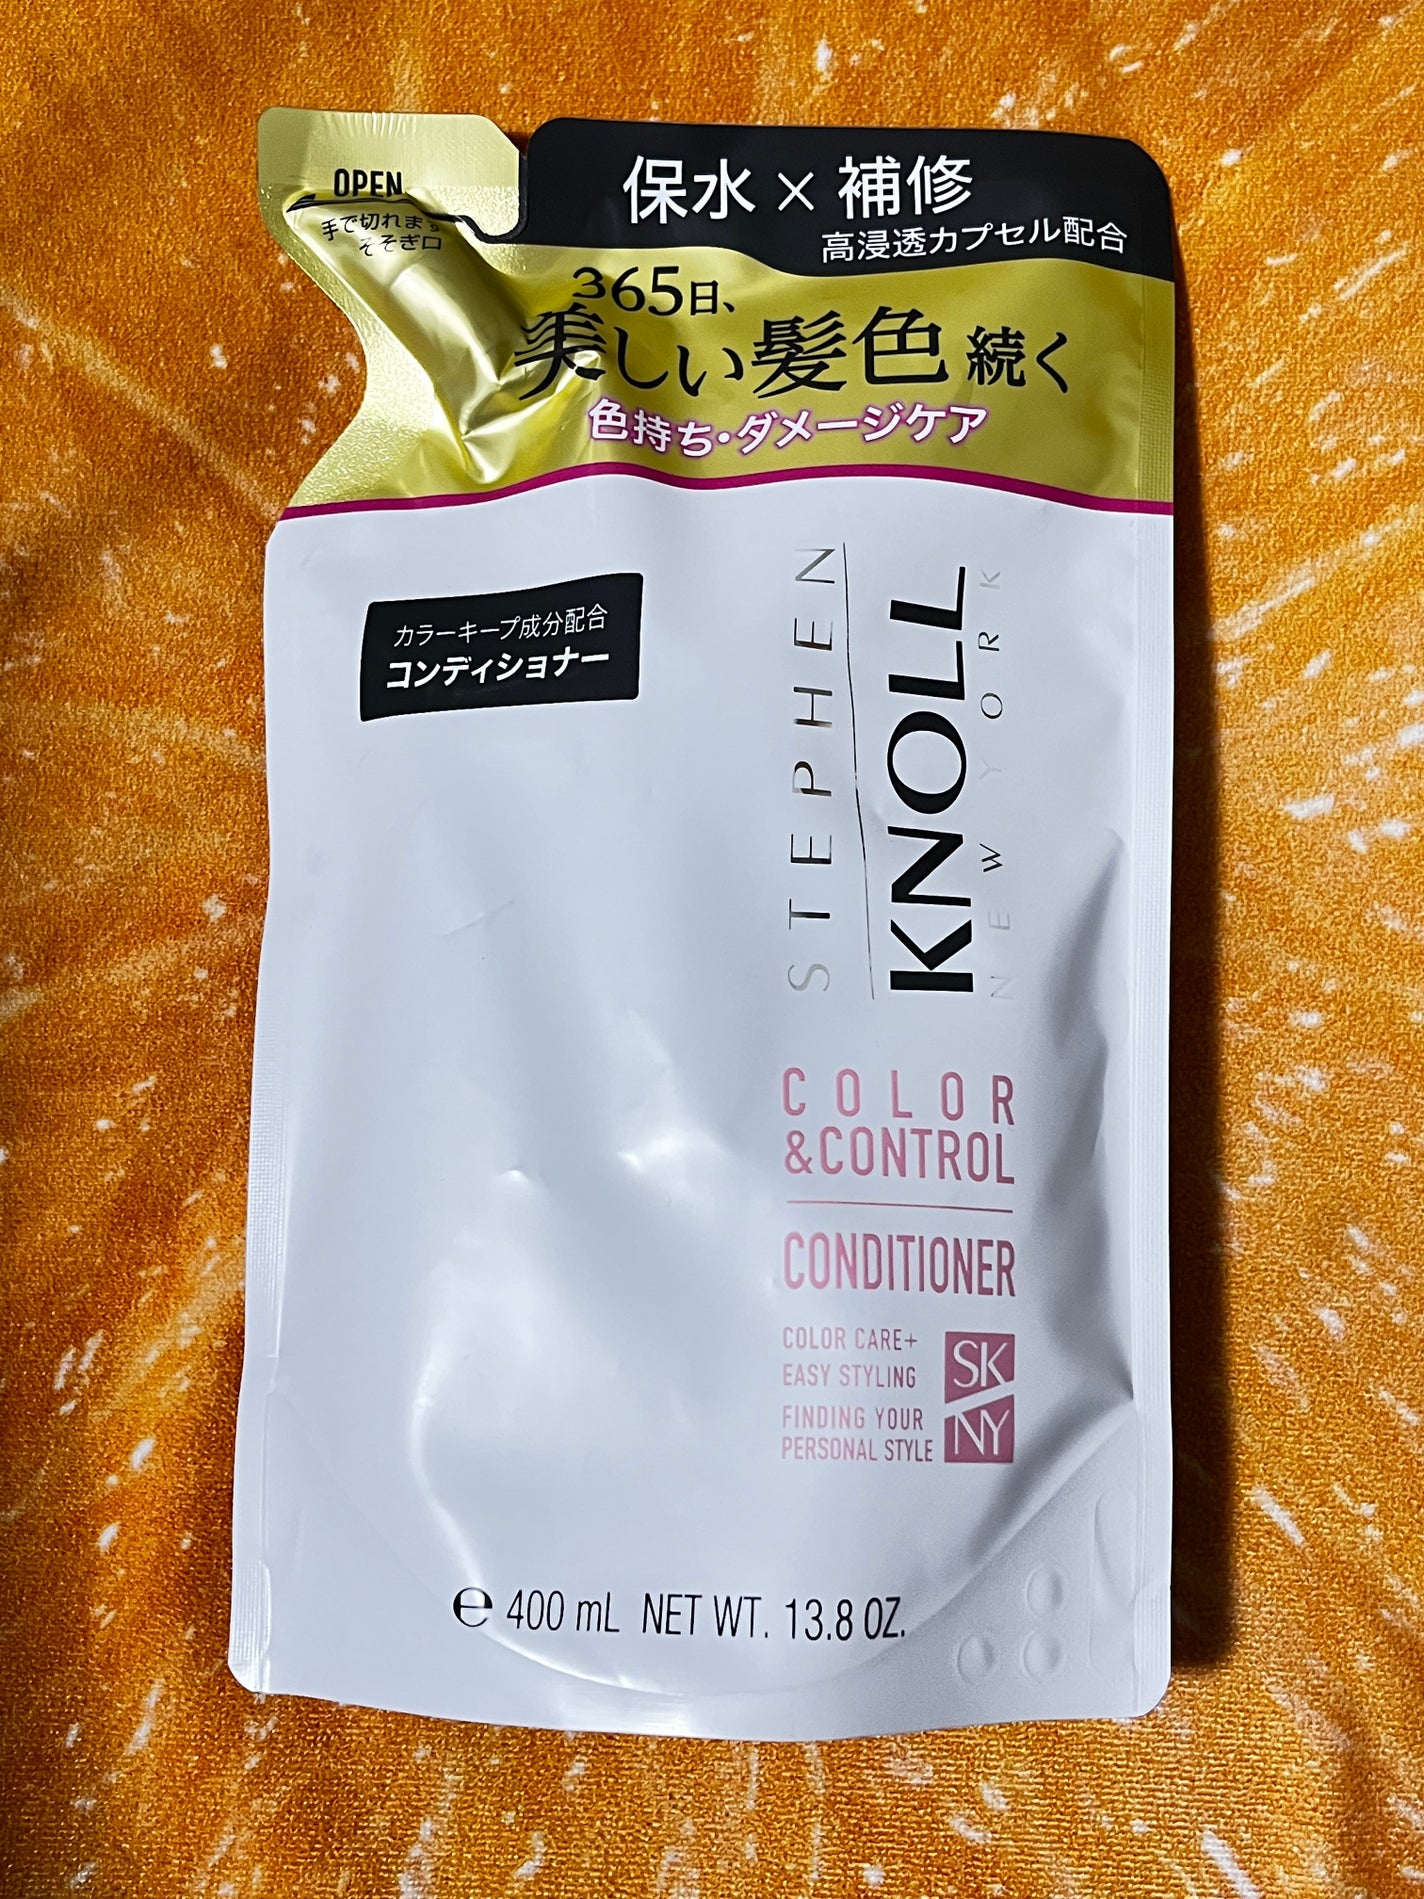 OPEN
手で切れます
そそぎ口
保水×補修
高浸透カプセル配合
365日、
美しい髪色続く
色持ち・ダメージケア
カラーキープ成分配合
コンディショナー
STEPHEN
KNOLL
NEW YORK
COLOR
&CONTROL
CONDITIONER
COLOR CARE+
EASY STYLING
FINDING YOUR
PERSONAL STYLE
SK
NY
℮ 400 mL NET WT. 13.8 OZ.